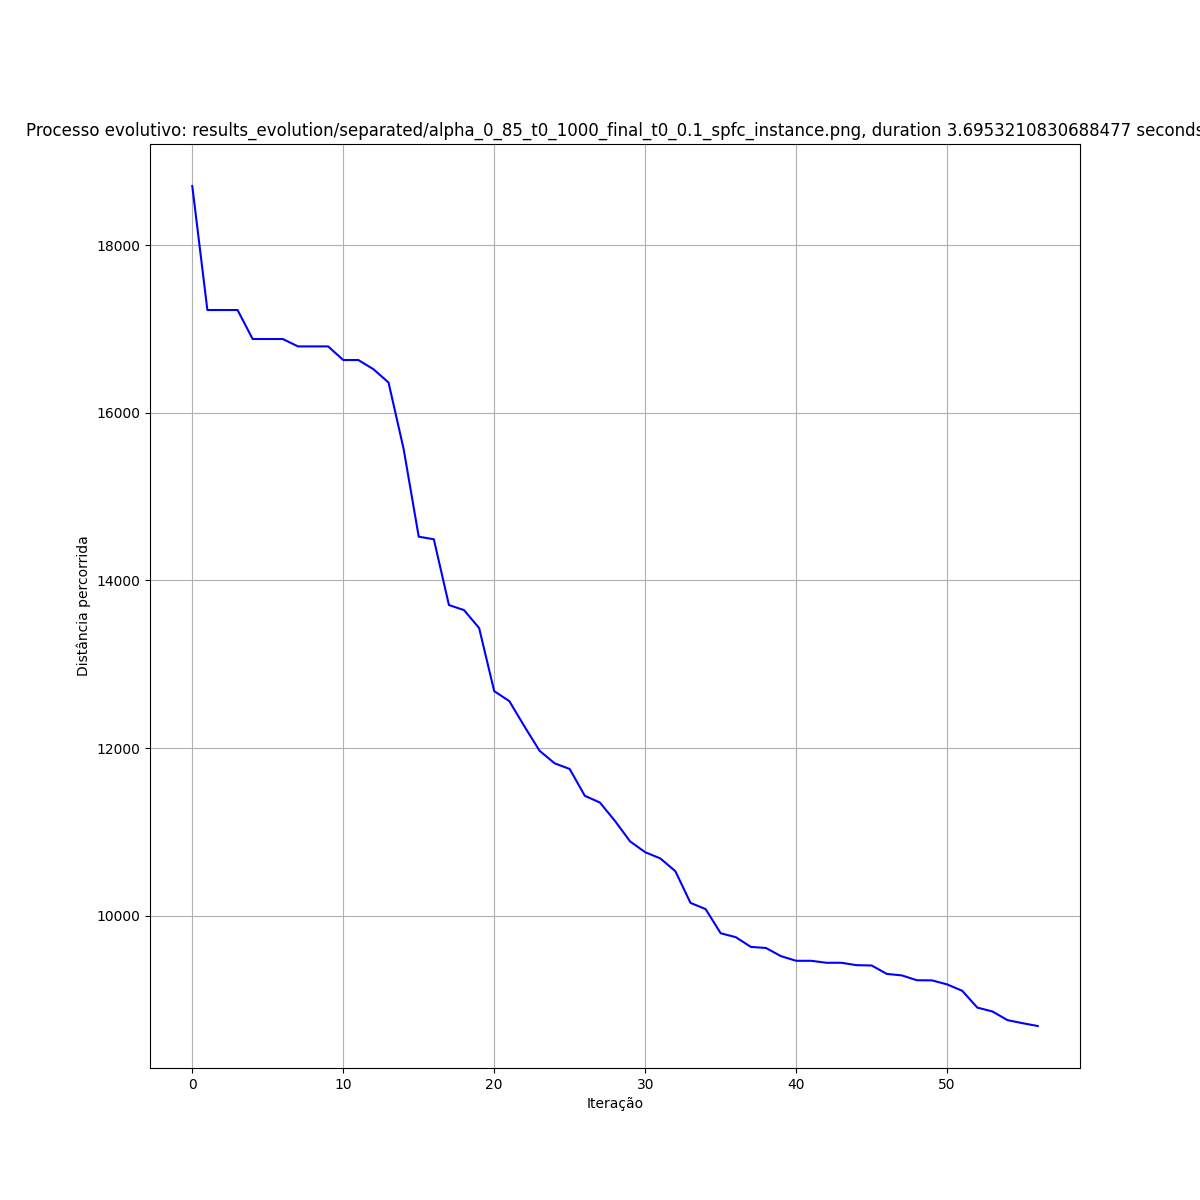 Processo evolutivo: results_evolution/separated/alpha_0_85_t0_1000_final_t0_0.1_spfc_instance.png, duration 3.6953210830688477 seconds
18000
16000
14000
12000
10000
Distância percorrida
0 10 20 30 40 50
Iteração